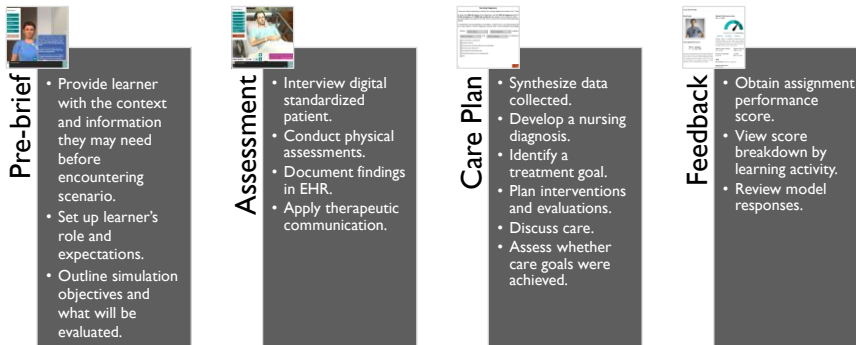 Pre-brief
• Provide learner
with the context
and information
they may need
before
encountering
scenario.
• Set up learner's
role and
expectations.
• Outline simulation
objectives and
what will be
evaluated.
Assessment
• Interview digital
standardized
patient.
• Conduct physical
assessments.
• Document findings
in EHR.
• Apply therapeutic
communication.
Care Plan
• Synthesize data
collected.
• Develop a nursing
diagnosis.
• Identify a
treatment goal.
• Plan interventions
and evaluations.
• Discuss care.
• Assess whether
care goals were
achieved.
Feedback
• Obtain assignment
performance
score.
• View score
breakdown by
learning activity.
• Review model
responses.